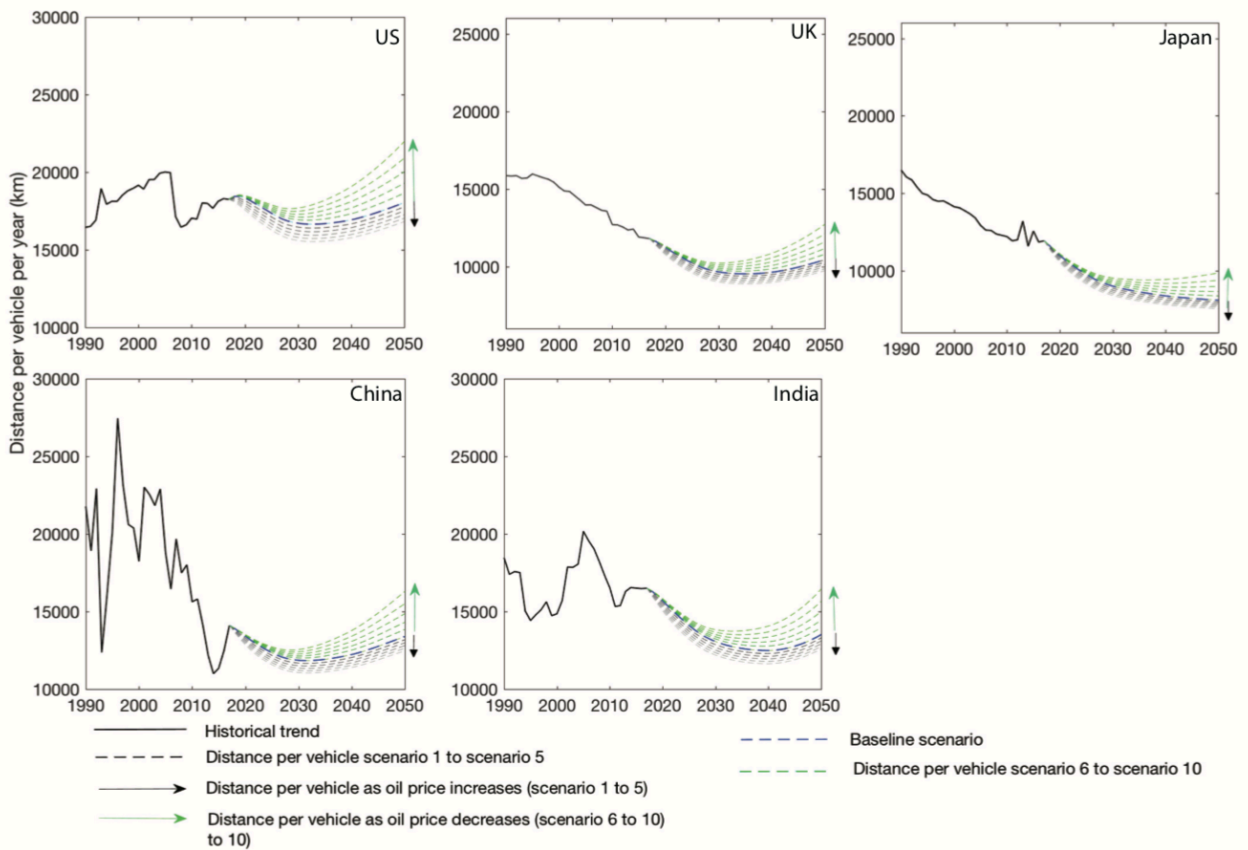 US
UK
Japan
30000
25000
20000
15000
10000
25000
20000
15000
10000
25000
20000
15000
10000
Distance per vehicle per year (km)
1990 2000 2010 2020 2030 2040 2050
1990 2000 2010 2020 2030 2040 2050
1990 2000 2010 2020 2030 2040 2050
China
India
30000
25000
20000
15000
10000
30000
25000
20000
15000
10000
1990 2000 2010 2020 2030 2040 2050
1990 2000 2010 2020 2030 2040 2050
Historical trend
Distance per vehicle scenario 1 to scenario 5
Distance per vehicle as oil price increases (scenario 1 to 5)
Distance per vehicle as oil price decreases (scenario 6 to 10)
to 10)
Baseline scenario
Distance per vehicle scenario 6 to scenario 10